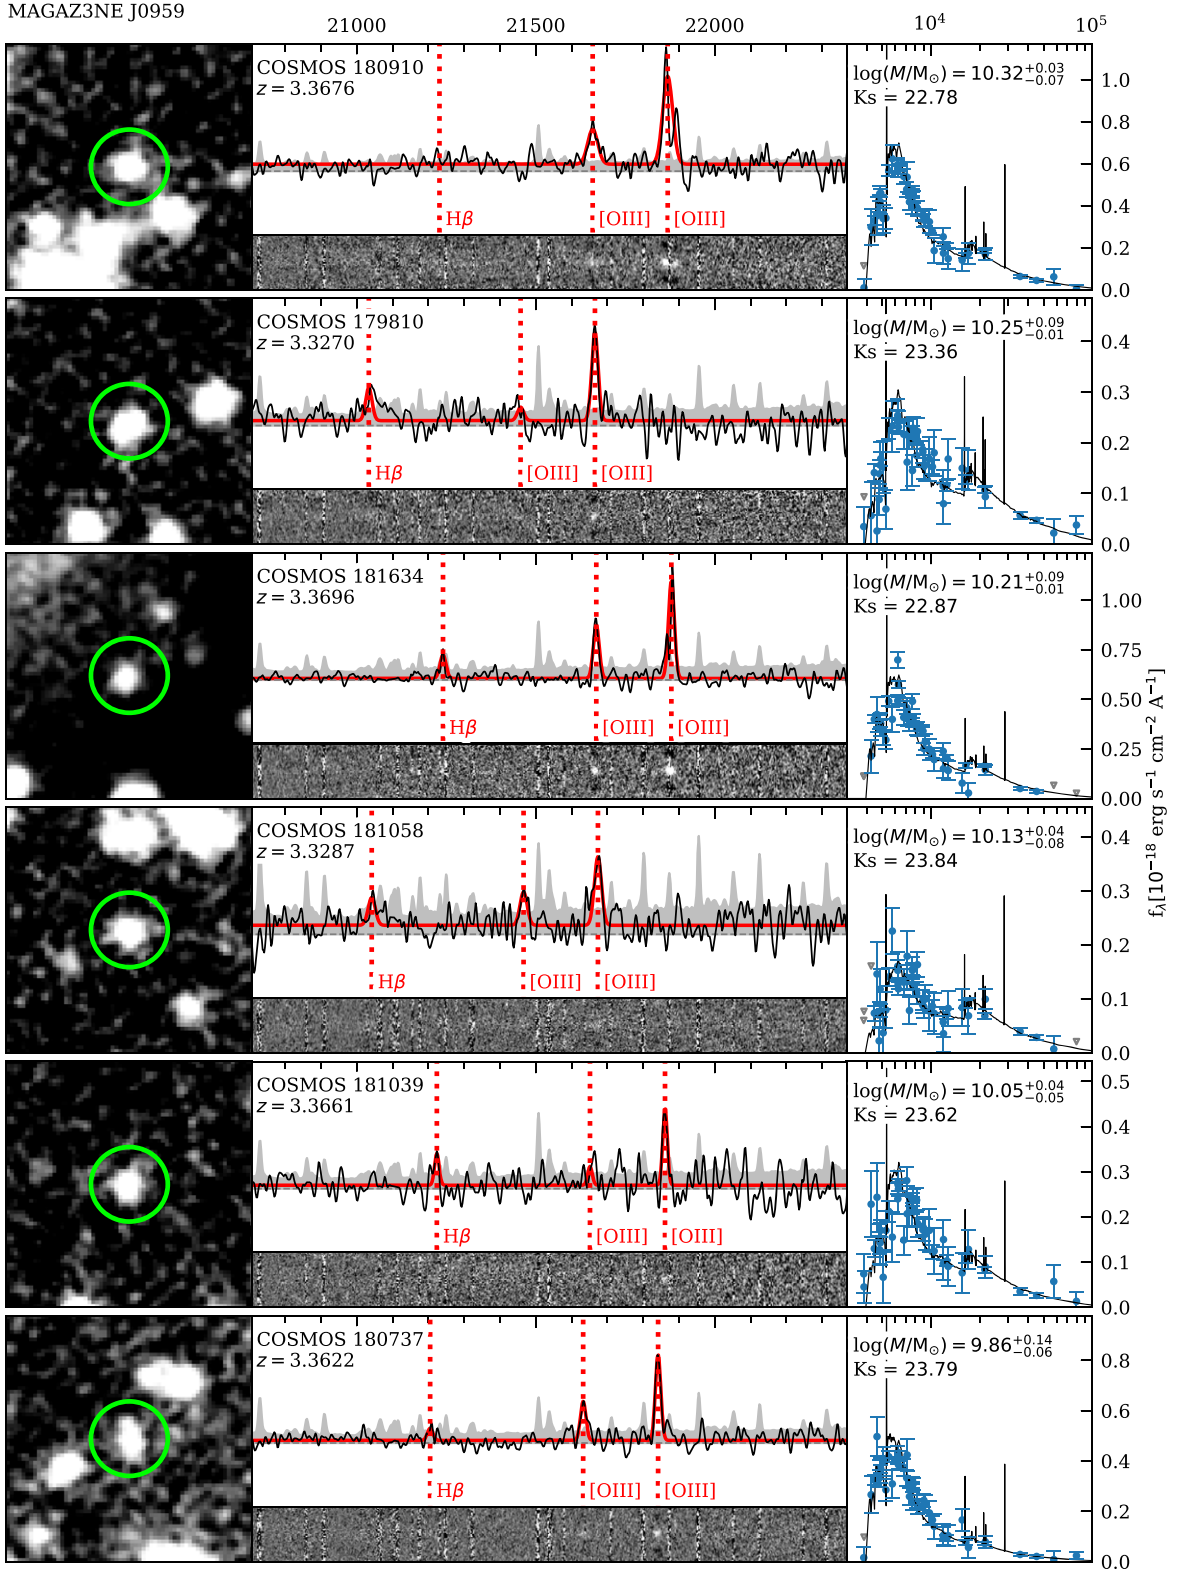 MAGAZ3NE J0959
21000 21500 22000 10⁴ 10⁵
COSMOS 180910
z = 3.3676
Hβ [OIII] [OIII]
log(M/M⊙) = 10.32 +0.03 −0.07
Ks = 22.78
1.0
0.8
0.6
0.4
0.2
0.0
COSMOS 179810
z = 3.3270
Hβ [OIII] [OIII]
log(M/M⊙) = 10.25 +0.09 −0.01
Ks = 23.36
0.4
0.3
0.2
0.1
0.0
COSMOS 181634
z = 3.3696
Hβ [OIII] [OIII]
log(M/M⊙) = 10.21 +0.09 −0.01
Ks = 22.87
1.00
0.75
0.50
0.25
0.00
fλ[10⁻¹⁸ erg s⁻¹ cm⁻² A⁻¹]
COSMOS 181058
z = 3.3287
Hβ [OIII] [OIII]
log(M/M⊙) = 10.13 +0.04 −0.08
Ks = 23.84
0.4
0.3
0.2
0.1
0.0
COSMOS 181039
z = 3.3661
Hβ [OIII] [OIII]
log(M/M⊙) = 10.05 +0.04 −0.05
Ks = 23.62
0.5
0.4
0.3
0.2
0.1
0.0
COSMOS 180737
z = 3.3622
Hβ [OIII] [OIII]
log(M/M⊙) = 9.86 +0.14 −0.06
Ks = 23.79
0.8
0.6
0.4
0.2
0.0